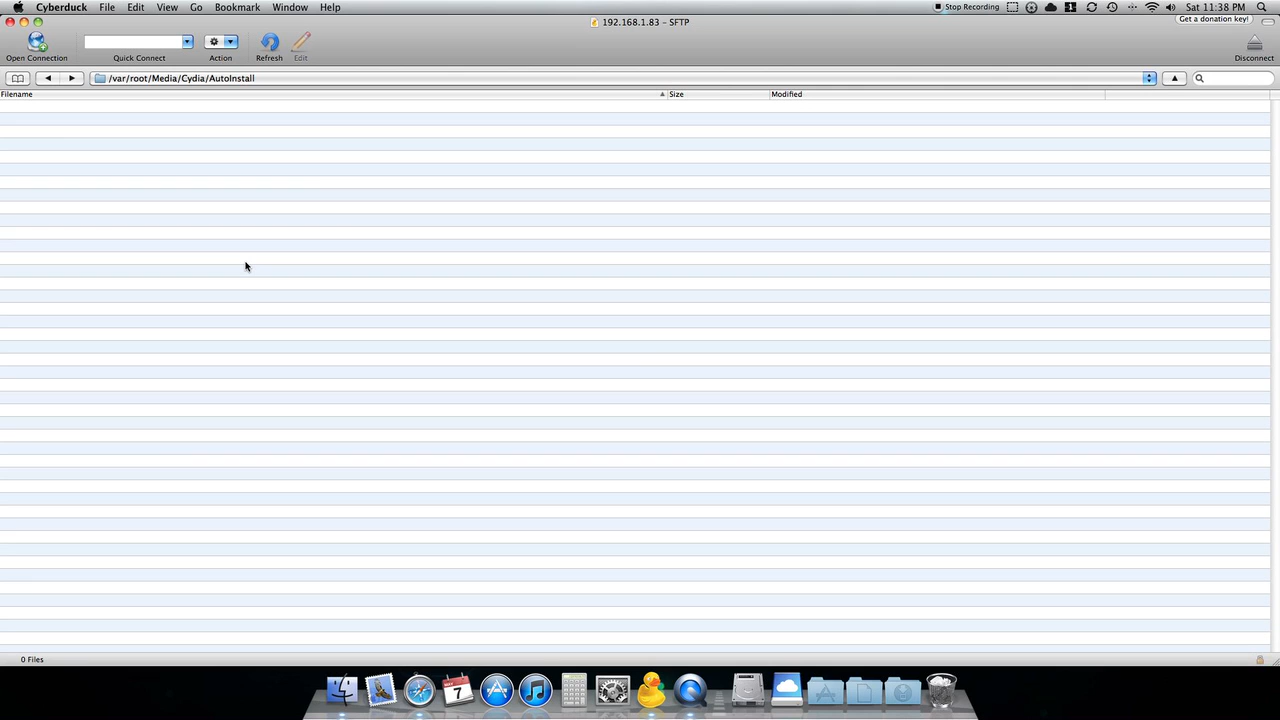 Cyberduck File Edit View Go Bookmark Window Help Stop Recording 1 Sat 11:38 PM
192.168.1.83 – SFTP
Get a donation key!
Open Connection Quick Connect Action Refresh Edit Disconnect
/var/root/Media/Cydia/AutoInstall
Filename Size Modified
0 Files
7